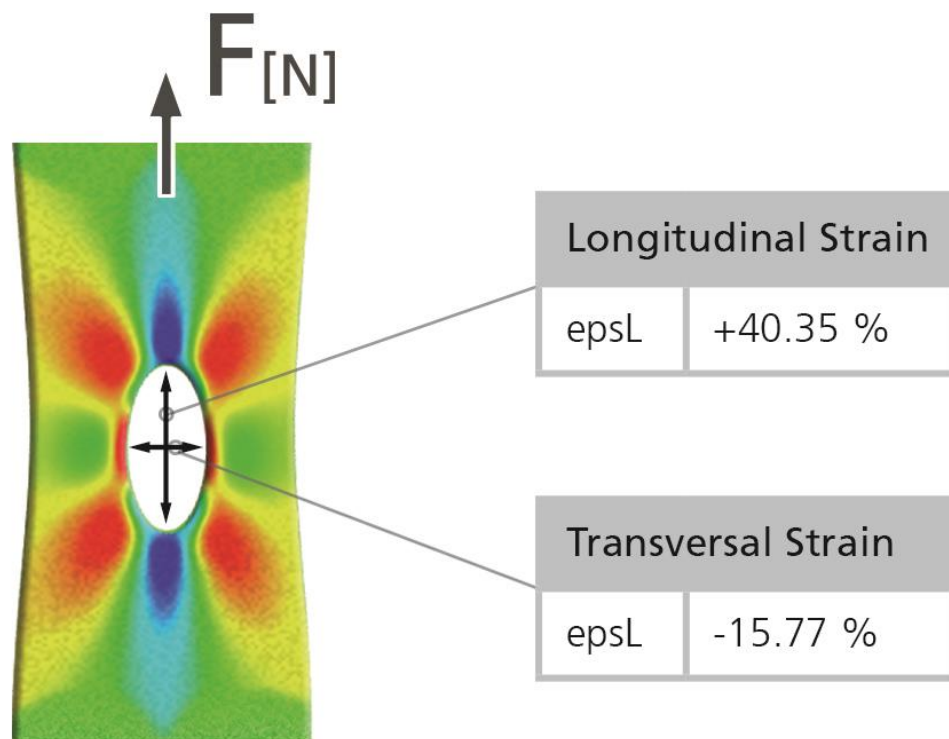 F[N]
Longitudinal Strain
epsL +40.35 %
Transversal Strain
epsL -15.77 %